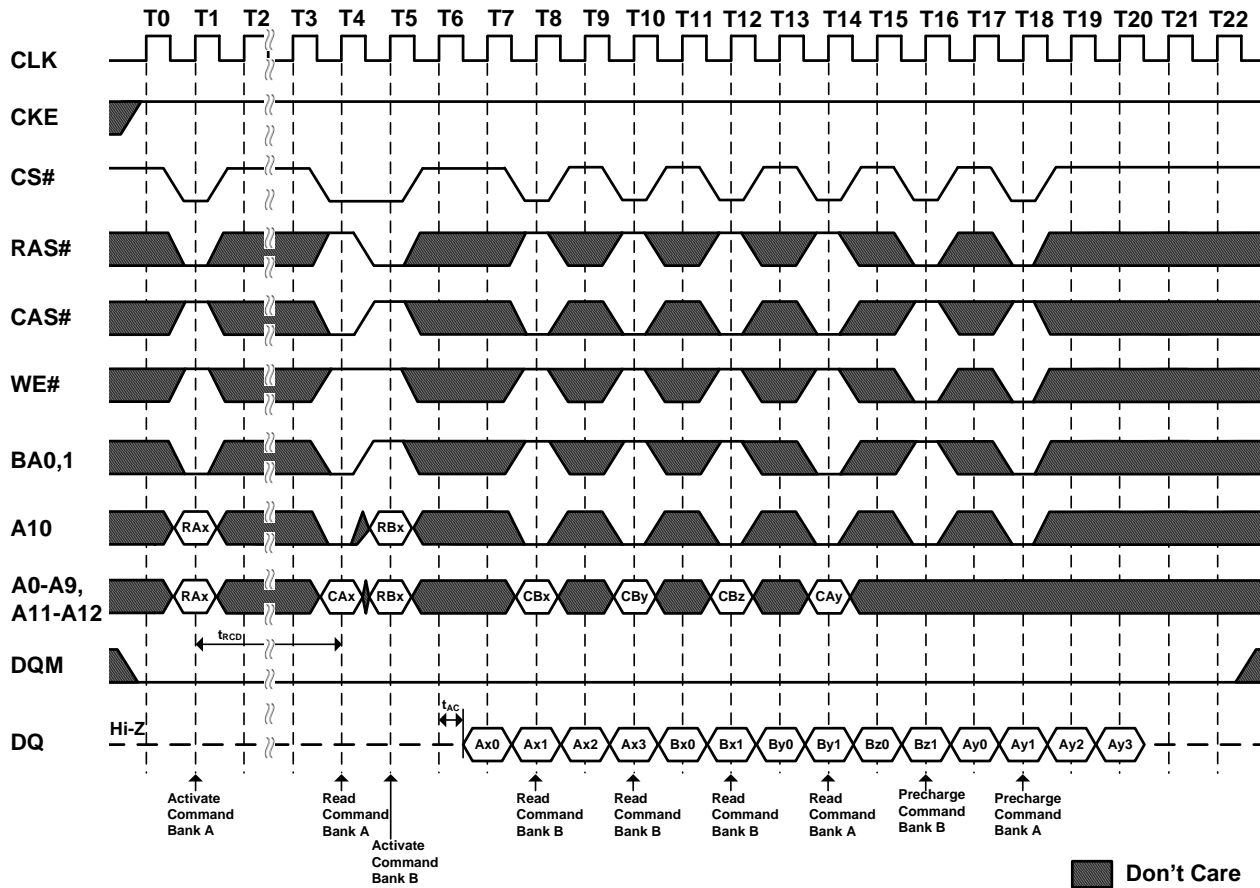 T0 T1 T2 T3 T4 T5 T6 T7 T8 T9 T10 T11 T12 T13 T14 T15 T16 T17 T18 T19 T20 T21 T22
CLK
CKE
CS#
RAS#
CAS#
WE#
BA0,1
A10
RAx RBx
A0-A9,
A11-A12
RAx CAx RBx CBx CBy CBz CAy
tRCD
DQM
tAC
Hi-Z
DQ
Ax0 Ax1 Ax2 Ax3 Bx0 Bx1 By0 By1 Bz0 Bz1 Ay0 Ay1 Ay2 Ay3
Activate
Command
Bank A
Read
Command
Bank A
Activate
Command
Bank B
Read
Command
Bank B
Read
Command
Bank B
Read
Command
Bank B
Read
Command
Bank A
Precharge
Command
Bank B
Precharge
Command
Bank A
Don't Care